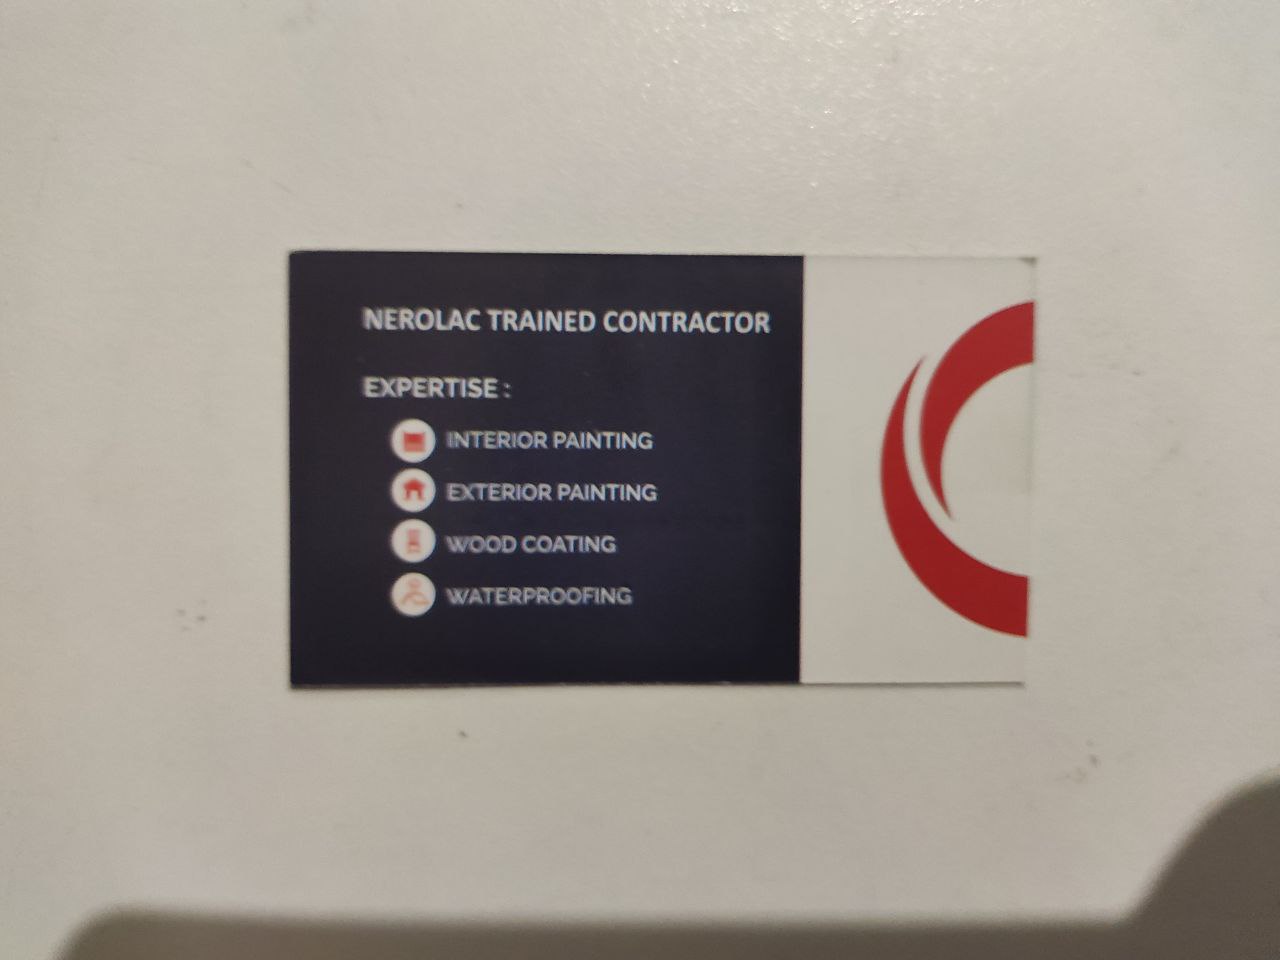 NEROLAC TRAINED CONTRACTOR
EXPERTISE :
INTERIOR PAINTING
EXTERIOR PAINTING
WOOD COATING
WATERPROOFING